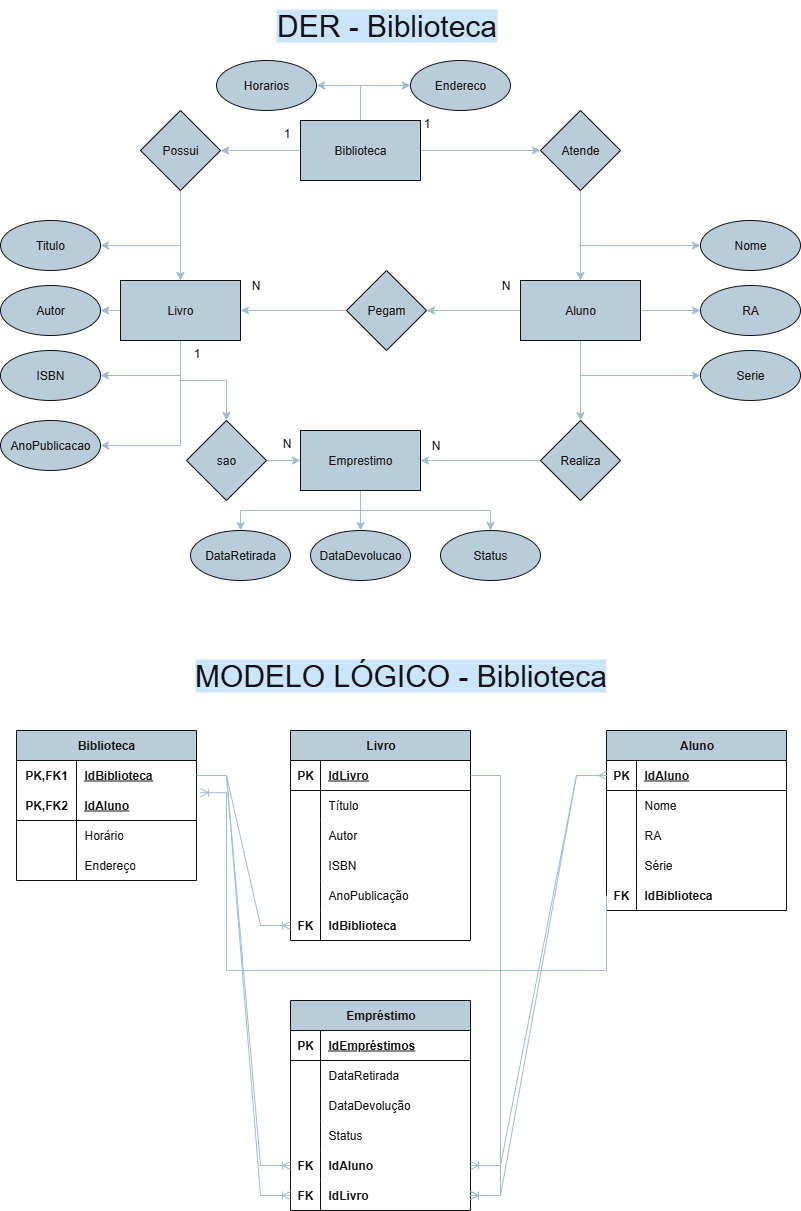 DER - Biblioteca
Horarios
Endereco
1
1
Possui
Biblioteca
Atende
Titulo
Nome
N
N
Autor
Livro
Pegam
Aluno
RA
1
ISBN
Serie
AnoPublicacao
N
N
sao
Emprestimo
Realiza
DataRetirada
DataDevolucao
Status
MODELO LÓGICO - Biblioteca
Biblioteca
PK,FK1 IdBiblioteca
PK,FK2 IdAluno
Horário
Endereço
Livro
PK IdLivro
Título
Autor
ISBN
AnoPublicação
FK IdBiblioteca
Aluno
PK IdAluno
Nome
RA
Série
FK IdBiblioteca
Empréstimo
PK IdEmpréstimos
DataRetirada
DataDevolução
Status
FK IdAluno
FK IdLivro